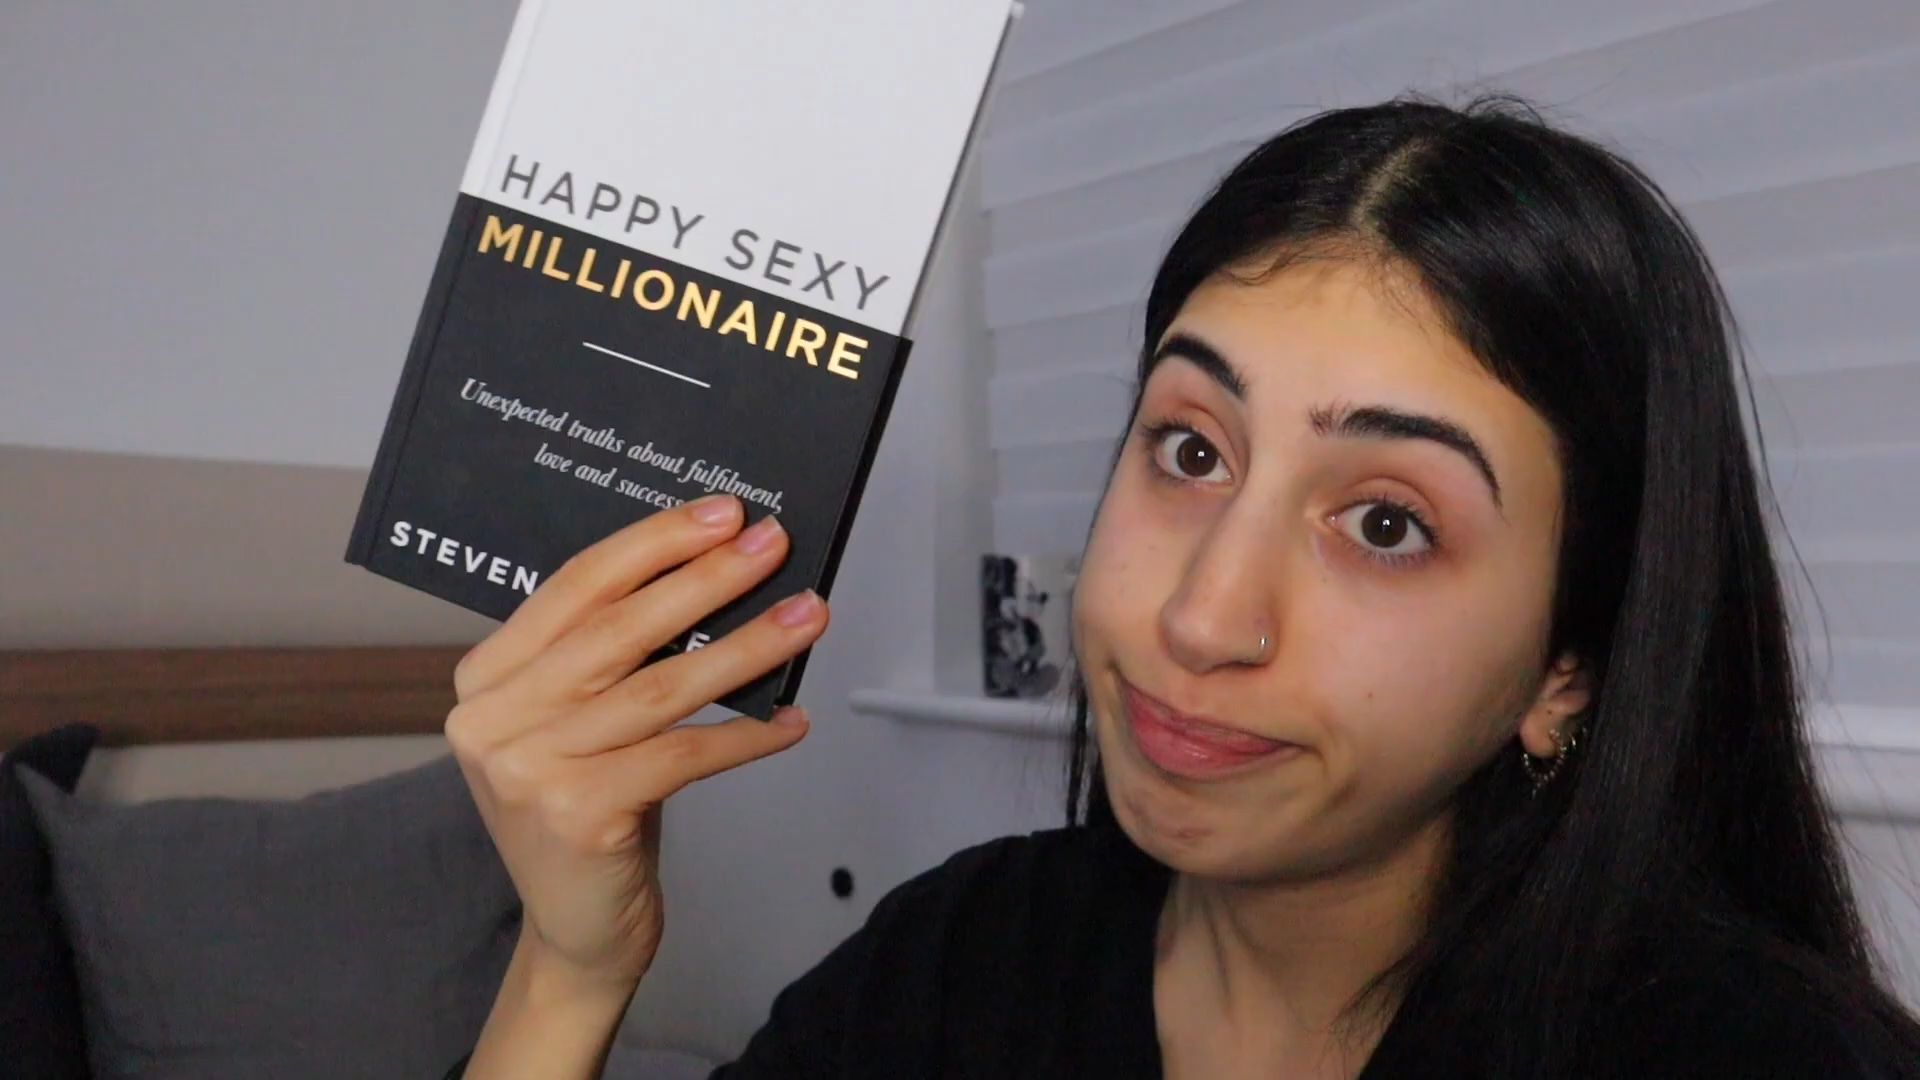 HAPPY SEXY
MILLIONAIRE
Unexpected truths about fulfilment,
love and success
STEVEN